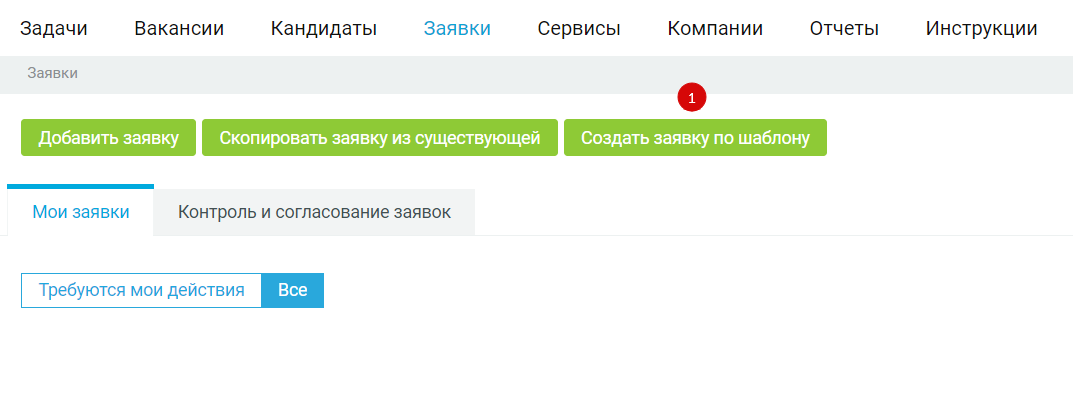 Задачи Вакансии Кандидаты Заявки Сервисы Компании Отчеты Инструкции
Заявки
1
Добавить заявку Скопировать заявку из существующей Создать заявку по шаблону
Мои заявки Контроль и согласование заявок
Требуются мои действия Все